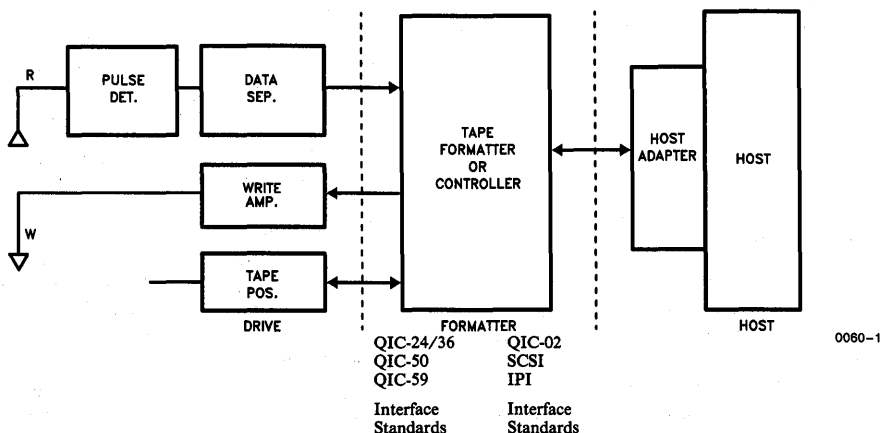 R
PULSE
DET.
DATA
SEP.
WRITE
AMP.
W
TAPE
POS.
TAPE
FORMATTER
OR
CONTROLLER
HOST
ADAPTER
HOST
DRIVE
FORMATTER
HOST
QIC-24/36
QIC-50
QIC-59
Interface
Standards
QIC-02
SCSI
IPI
Interface
Standards
0060-1